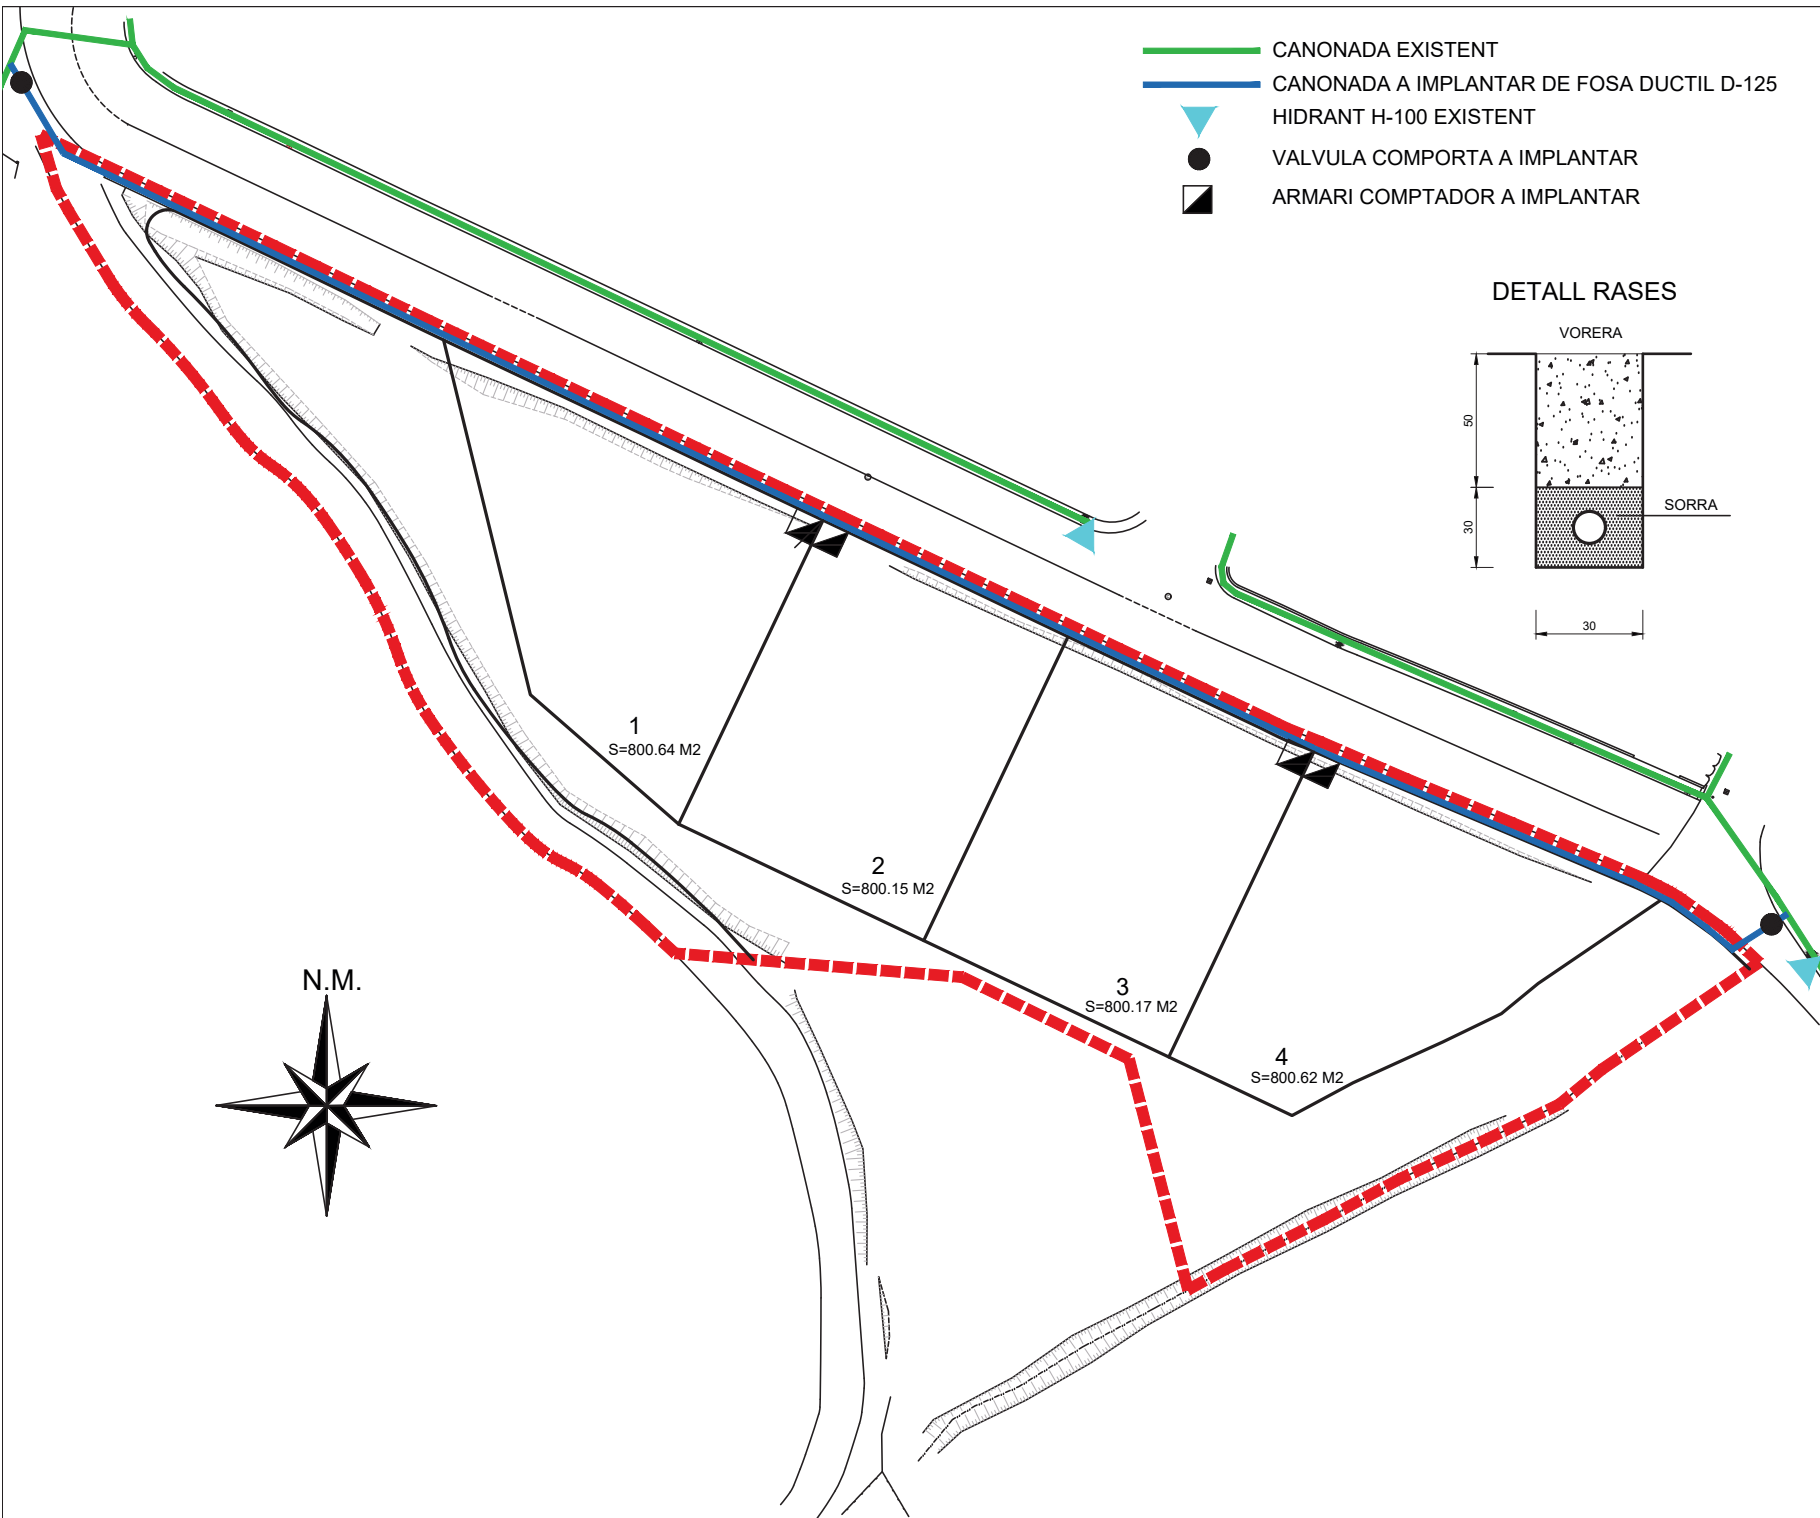 CANONADA EXISTENT
CANONADA A IMPLANTAR DE FOSA DUCTIL D-125
HIDRANT H-100 EXISTENT
VALVULA COMPORTA A IMPLANTAR
ARMARI COMPTADOR A IMPLANTAR
DETALL RASES
VORERA
50
SORRA
30
30
1
S=800.64 M2
2
S=800.15 M2
3
S=800.17 M2
4
S=800.62 M2
N.M.